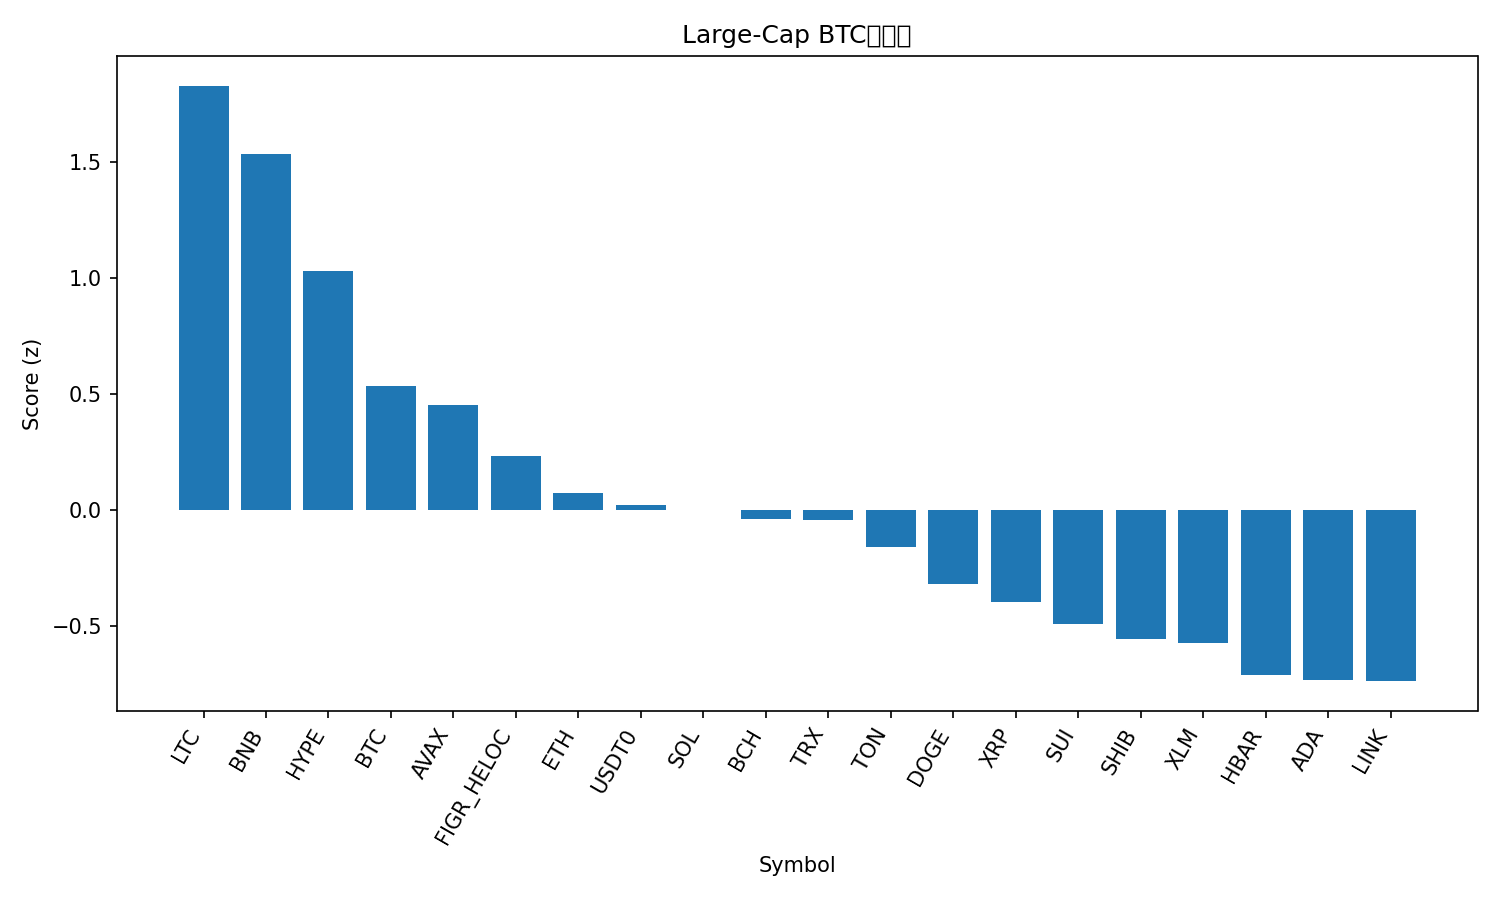 Large-Cap BTC
Score (z)
1.5
1.0
0.5
0.0
−0.5
LTC
BNB
HYPE
BTC
AVAX
FIGR_HELOC
ETH
USDT0
SOL
BCH
TRX
TON
DOGE
XRP
SUI
SHIB
XLM
HBAR
ADA
LINK
Symbol